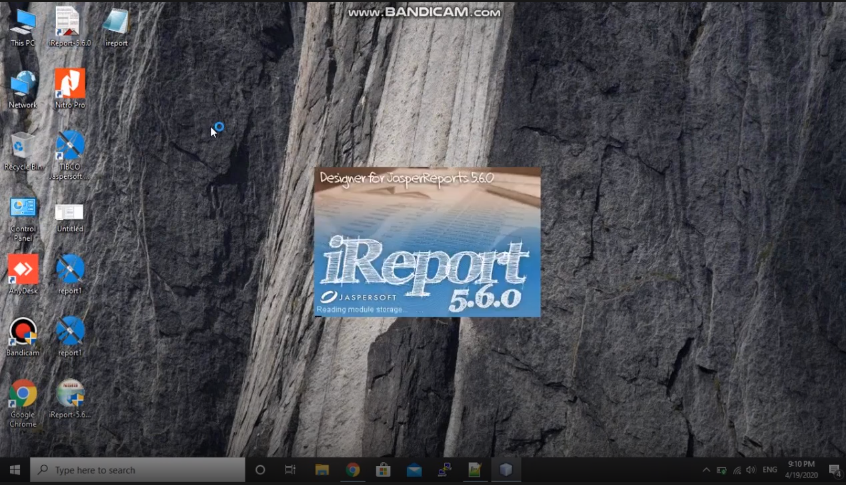 www.BANDICAM.com
This PC
iReport-5.6.0
ireport
Network
Nitro Pro
Recycle Bin
TIBCO
Jaspersoft ...
Control
Panel
Untitled
AnyDesk
report1
Bandicam
report1
Google
Chrome
iReport-5.6...
Designer for JasperReports 5.6.0
iReport
5.6.0
JASPERSOFT
Reading module storage...
Type here to search
ENG
9:10 PM
4/19/2020
4